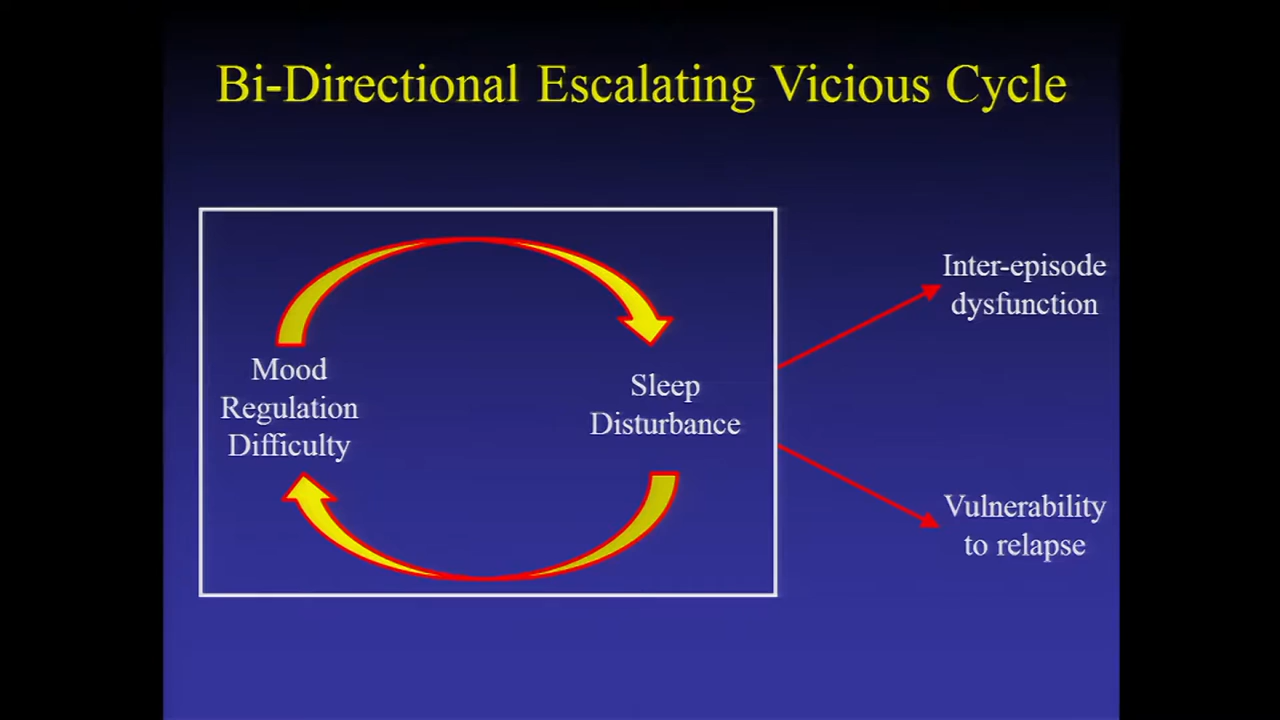 Bi-Directional Escalating Vicious Cycle
Mood
Regulation
Difficulty
Sleep
Disturbance
Inter-episode
dysfunction
Vulnerability
to relapse